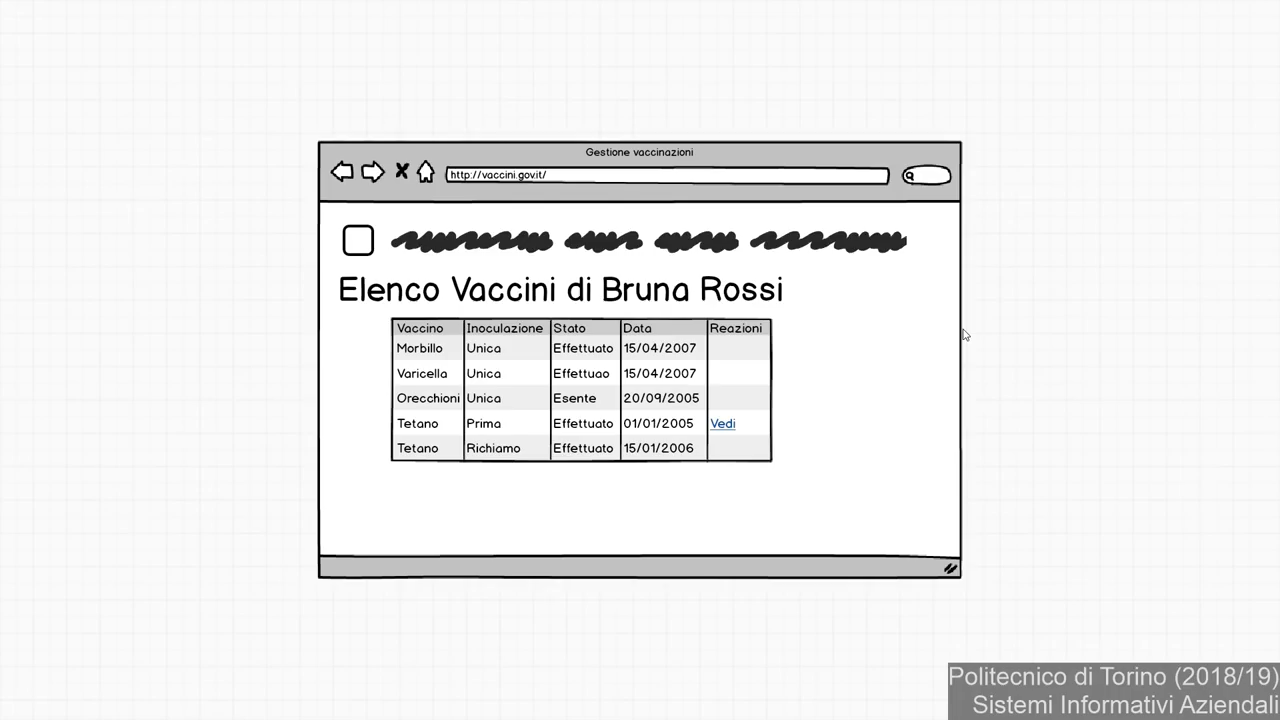 Gestione vaccinazioni
http://vaccini.gov.it/
Elenco Vaccini di Bruna Rossi
Vaccino Inoculazione Stato Data Reazioni
Morbillo Unica Effettuato 15/04/2007
Varicella Unica Effettuao 15/04/2007
Orecchioni Unica Esente 20/09/2005
Tetano Prima Effettuato 01/01/2005 Vedi
Tetano Richiamo Effettuato 15/01/2006
Politecnico di Torino (2018/19)
Sistemi Informativi Aziendali